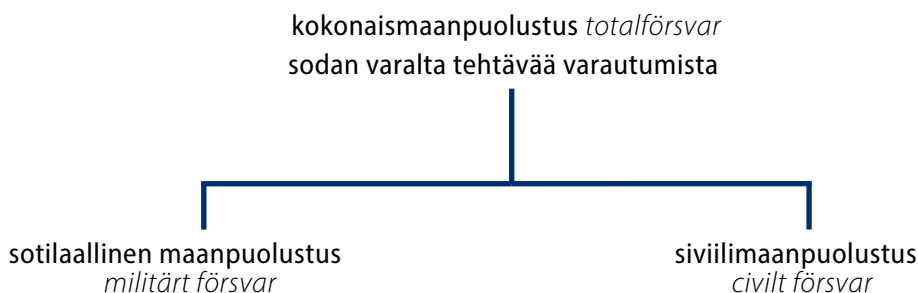 kokonaismaanpuolustus totalförsvar
sodan varalta tehtävää varautumista
sotilaallinen maanpuolustus
militärt försvar
siviilimaanpuolustus
civilt försvar